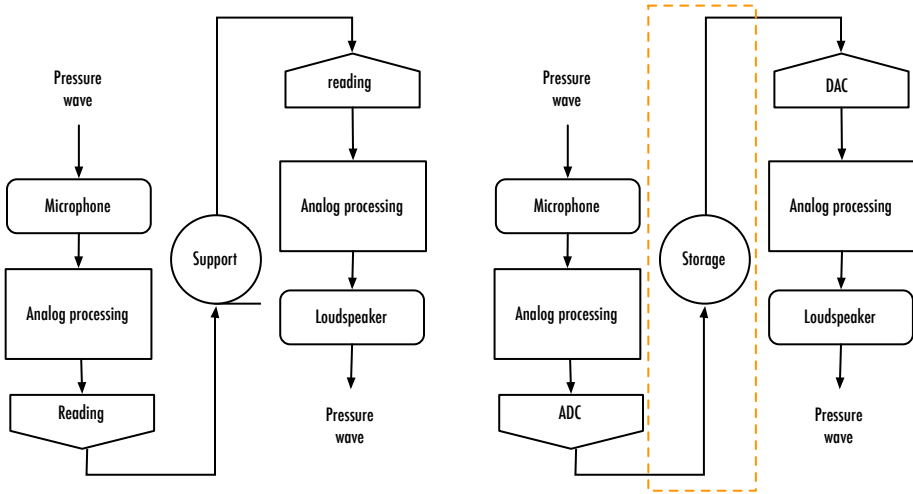 Pressure
wave
Microphone
Analog processing
Reading
Support
reading
Analog processing
Loudspeaker
Pressure
wave
Pressure
wave
Microphone
Analog processing
ADC
Storage
DAC
Analog processing
Loudspeaker
Pressure
wave